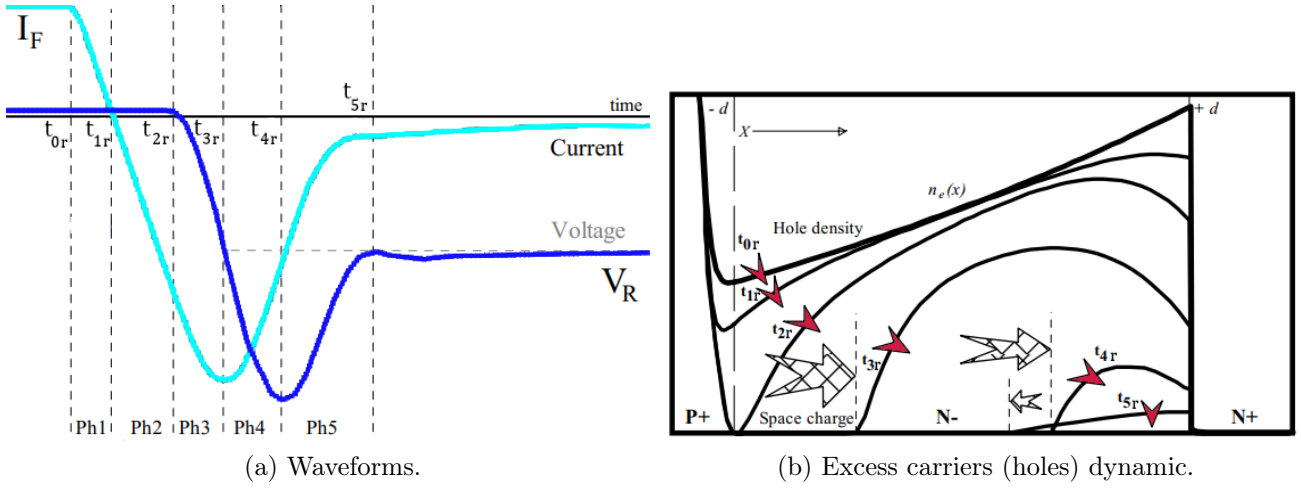 I_F
t_5r
time
t_0r t_1r t_2r t_3r t_4r
Current
Voltage
V_R
Ph1 Ph2 Ph3 Ph4 Ph5
(a) Waveforms.
- d
+ d
X
n_e(x)
Hole density
t_0r
t_1r
t_2r
t_3r
t_4r
t_5r
P+ Space charge N- N+
(b) Excess carriers (holes) dynamic.